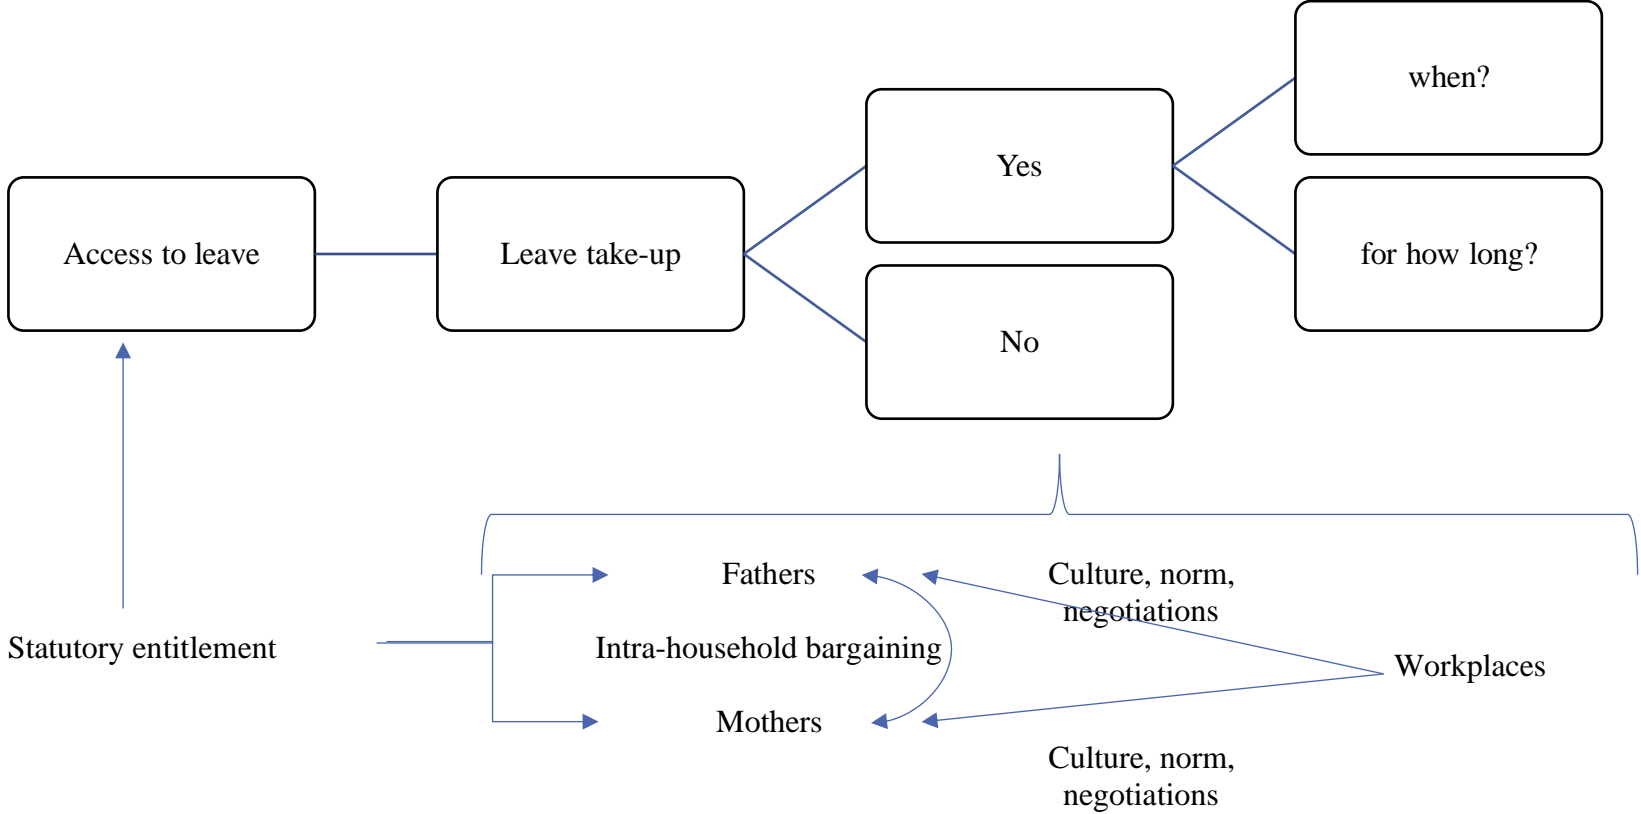 when?
Yes
Access to leave
Leave take-up
for how long?
No
Fathers
Culture, norm,
negotiations
Statutory entitlement
Intra-household bargaining
Workplaces
Mothers
Culture, norm,
negotiations